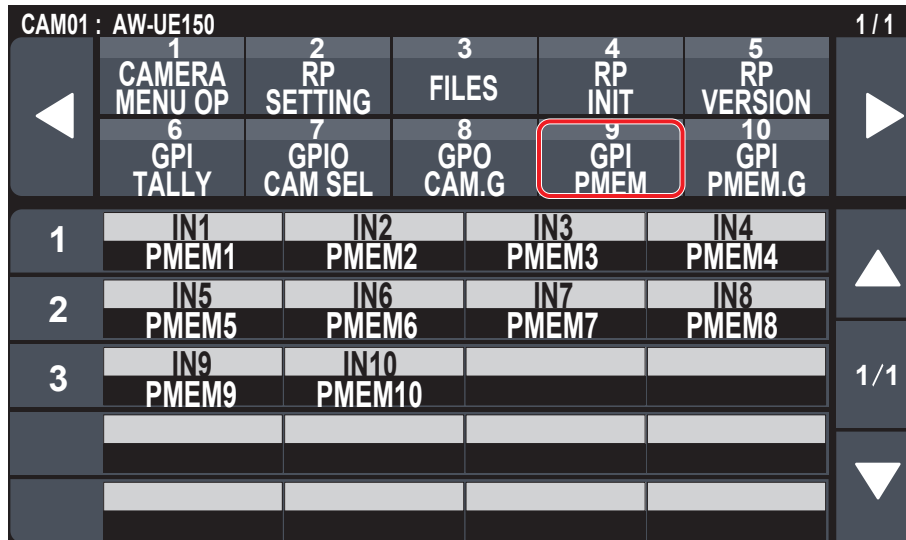 CAM01 : AW-UE150 1 / 1
1 2 3 4 5
CAMERA MENU OP RP SETTING FILES RP INIT RP VERSION
6 7 8 9 10
GPI TALLY GPIO CAM SEL GPO CAM.G GPI PMEM GPI PMEM.G
1 IN1 IN2 IN3 IN4
PMEM1 PMEM2 PMEM3 PMEM4
2 IN5 IN6 IN7 IN8
PMEM5 PMEM6 PMEM7 PMEM8
3 IN9 IN10 1/1
PMEM9 PMEM10